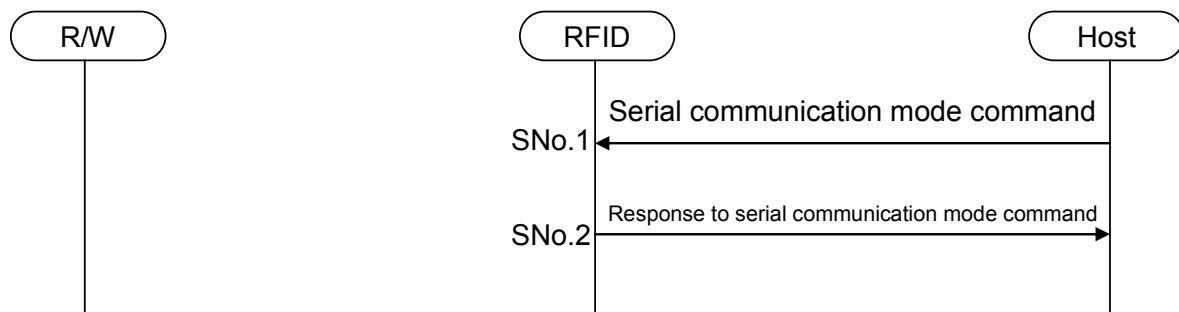 R/W
RFID
Host
Serial communication mode command
SNo.1
Response to serial communication mode command
SNo.2